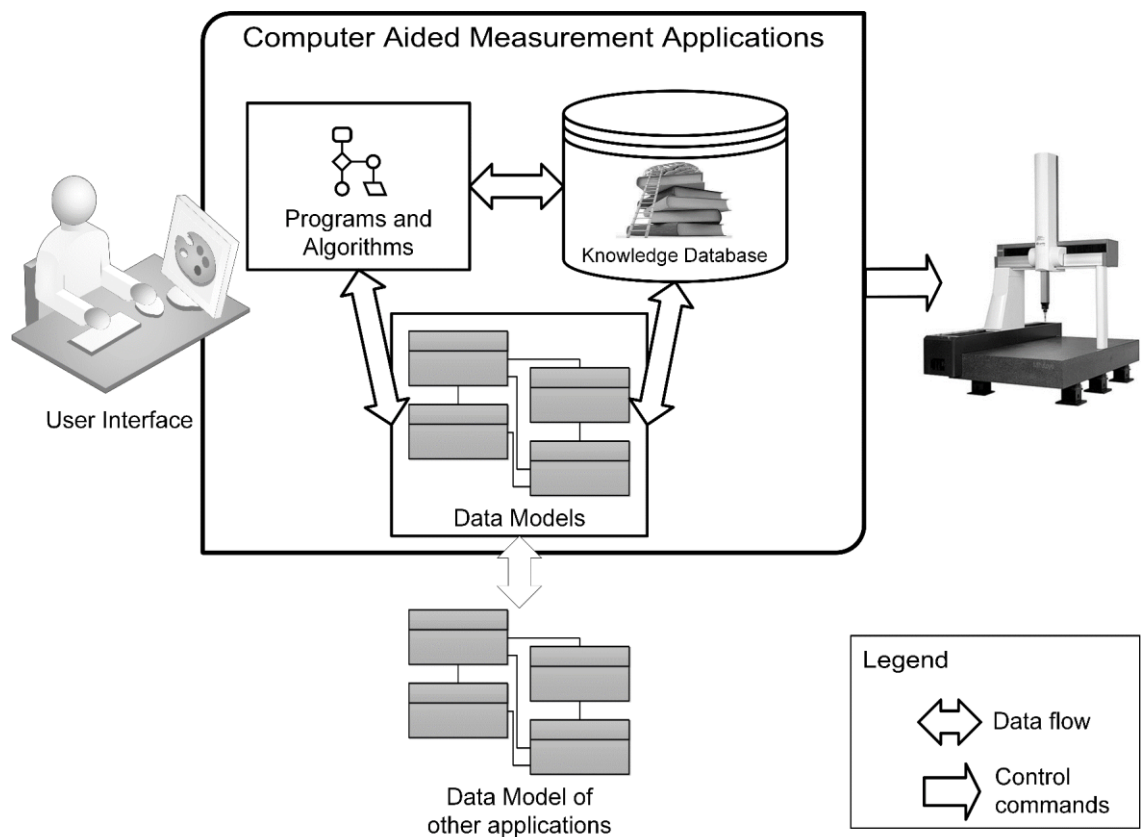 Computer Aided Measurement Applications
Programs and
Algorithms
Knowledge Database
User Interface
Data Models
Data Model of
other applications
Legend
Data flow
Control
commands